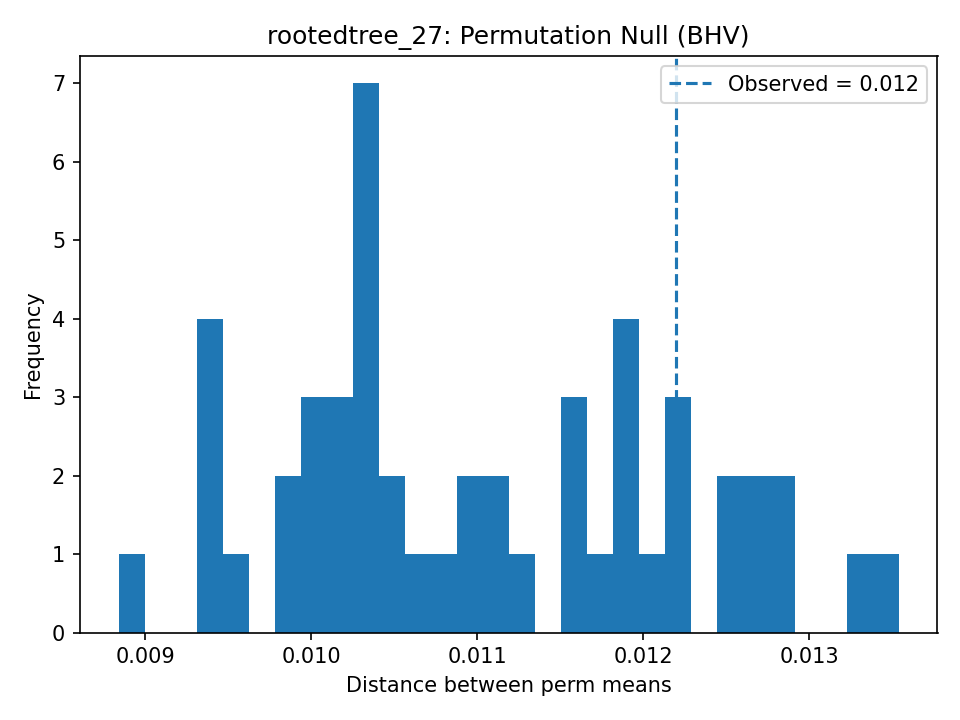 rootedtree_27: Permutation Null (BHV)
Observed = 0.012
7
6
5
4
3
2
1
0
Frequency
0.009 0.010 0.011 0.012 0.013
Distance between perm means